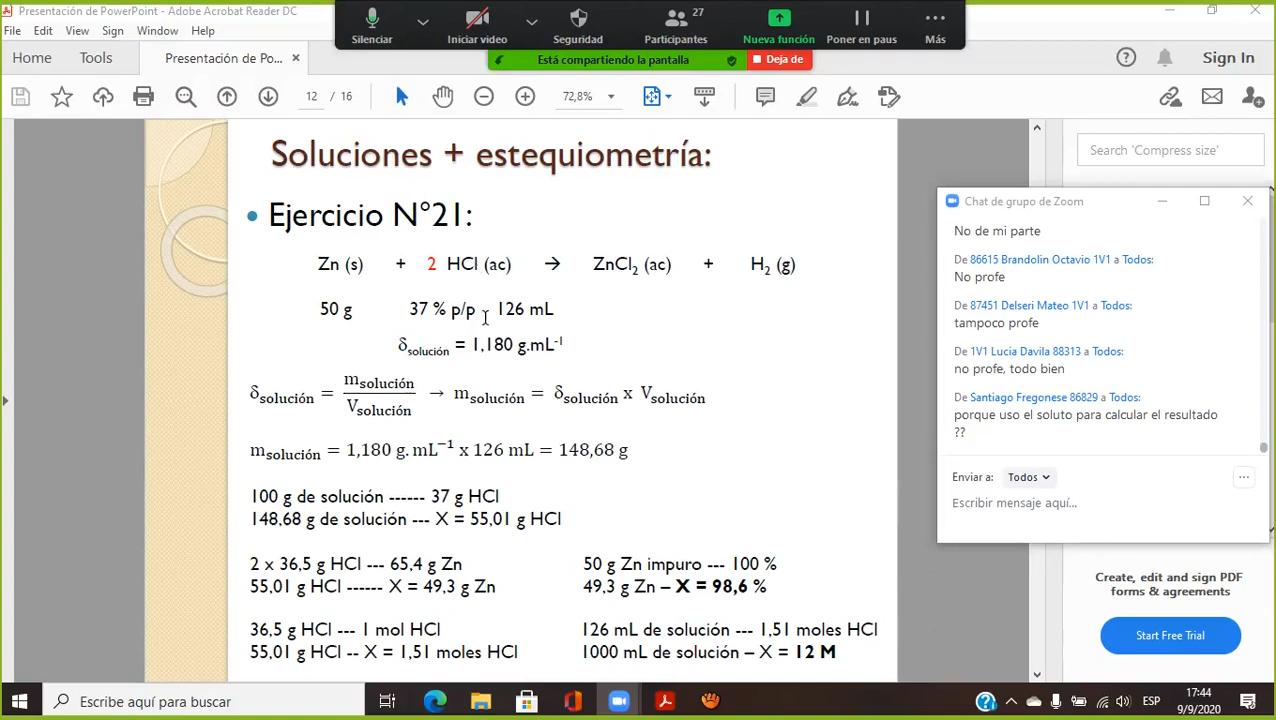 Presentación de PowerPoint - Adobe Acrobat Reader DC
File Edit View Sign Window Help
Silenciar
Iniciar video
Seguridad
27
Participantes
Nueva función
Poner en paus
Más
Está compartiendo la pantalla
Deja de
Home Tools Presentación de Po...
Sign In
12 / 16
72,8%
Soluciones + estequiometría:
Ejercicio N°21:
Zn (s) + 2 HCl (ac) → ZnCl₂ (ac) + H₂ (g)
50 g 37 % p/p 126 mL
δsolución = 1,180 g.mL⁻¹
δsolución = msolución / Vsolución → msolución = δsolución x Vsolución
msolución = 1,180 g. mL⁻¹ x 126 mL = 148,68 g
100 g de solución ------ 37 g HCl
148,68 g de solución --- X = 55,01 g HCl
2 x 36,5 g HCl --- 65,4 g Zn
55,01 g HCl ------ X = 49,3 g Zn
50 g Zn impuro --- 100 %
49,3 g Zn – X = 98,6 %
36,5 g HCl --- 1 mol HCl
55,01 g HCl -- X = 1,51 moles HCl
126 mL de solución --- 1,51 moles HCl
1000 mL de solución – X = 12 M
Search 'Compress size'
Chat de grupo de Zoom
No de mi parte
De 86615 Brandolin Octavio 1V1 a Todos:
No profe
De 87451 Delseri Mateo 1V1 a Todos:
tampoco profe
De 1V1 Lucia Davila 88313 a Todos:
no profe, todo bien
De Santiago Fregonese 86829 a Todos:
porque uso el soluto para calcular el resultado
??
Enviar a: Todos
Escribir mensaje aquí...
Create, edit and sign PDF
forms & agreements
Start Free Trial
Escribe aquí para buscar
ESP
17:44
9/9/2020